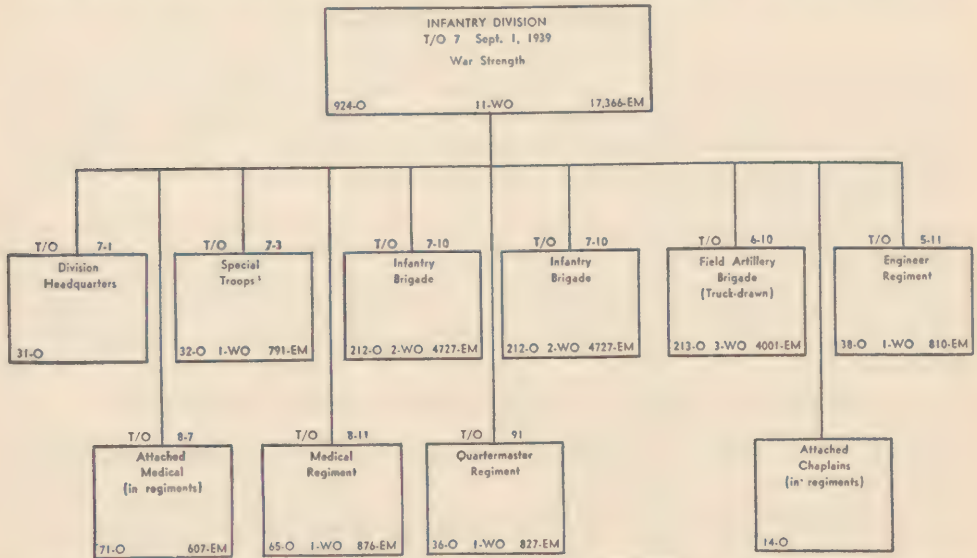 INFANTRY DIVISION
T/O 7 Sept. 1, 1939
War Strength
924-O 11-WO 17,366-EM
T/O 7-1
Division
Headquarters
31-O
T/O 7-3
Special
Troops¹
32-O 1-WO 791-EM
T/O 7-10
Infantry
Brigade
212-O 2-WO 4727-EM
T/O 7-10
Infantry
Brigade
212-O 2-WO 4727-EM
T/O 6-10
Field Artillery
Brigade
(Truck-drawn)
213-O 3-WO 4001-EM
T/O 5-11
Engineer
Regiment
38-O 1-WO 810-EM
T/O 8-7
Attached
Medical
(in regiments)
71-O 607-EM
T/O 8-11
Medical
Regiment
65-O 1-WO 876-EM
T/O 91
Quartermaster
Regiment
36-O 1-WO 827-EM
Attached
Chaplains
(in regiments)
14-O